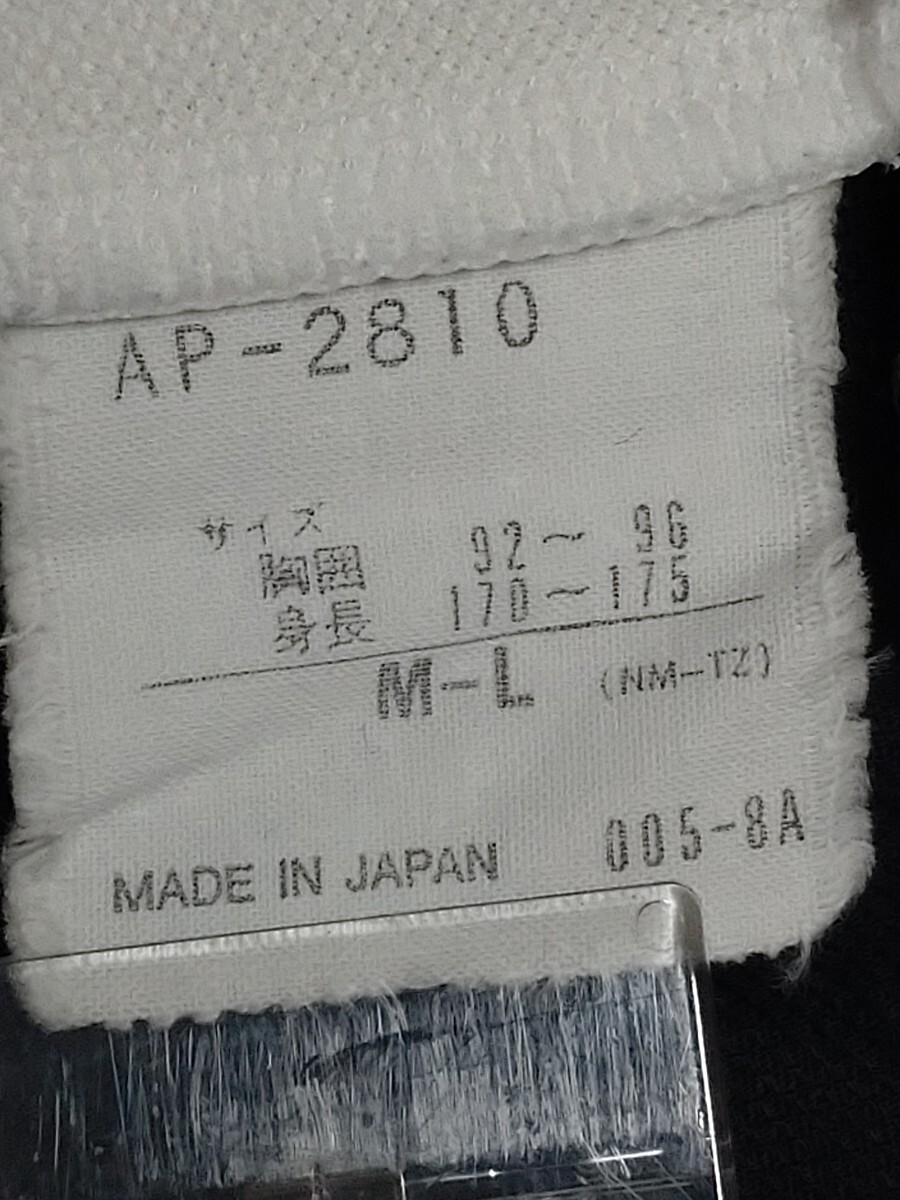 AP-2810
サイズ
胸囲 92～ 96
身長 170～175
M-L (NM-TZ)
MADE IN JAPAN 005-8A